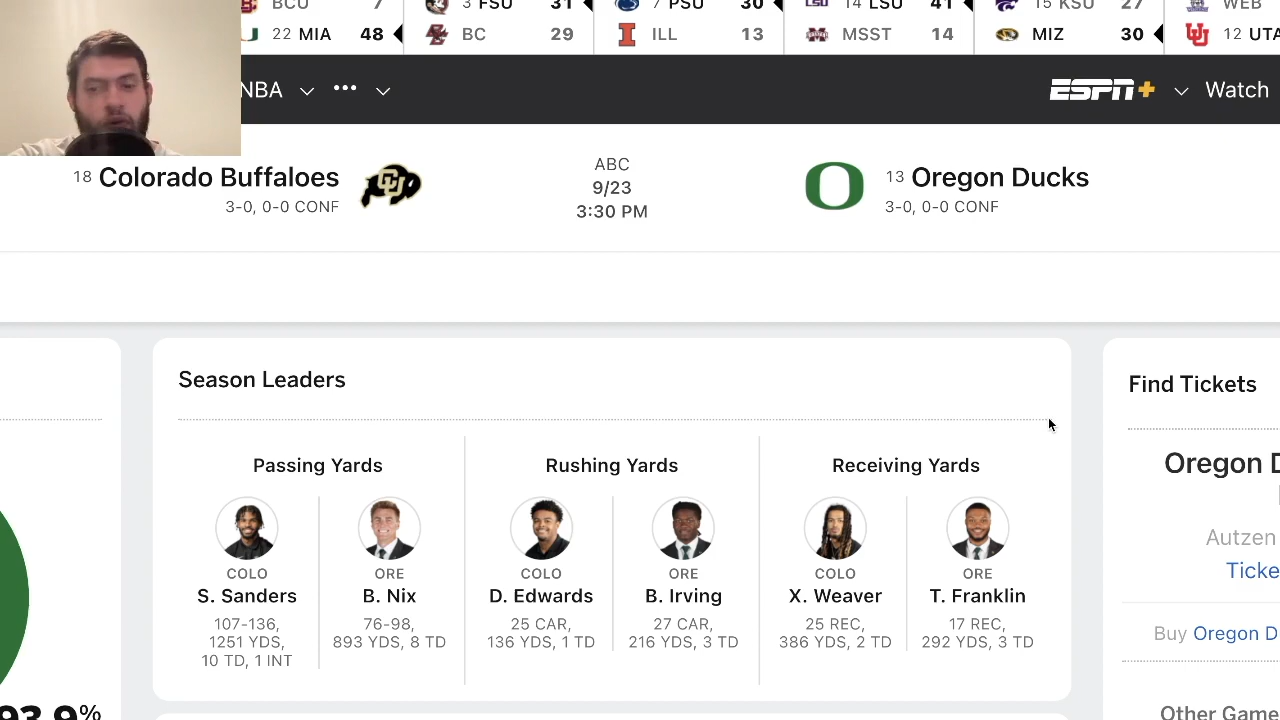 BCU 7
3 FSU 31
7 PSU 30
14 LSU 41
15 KSU 27
WEB
22 MIA 48
BC 29
ILL 13
MSST 14
MIZ 30
12 UTA
NBA
ESPN+
Watch
18 Colorado Buffaloes
3-0, 0-0 CONF
ABC
9/23
3:30 PM
13 Oregon Ducks
3-0, 0-0 CONF
Season Leaders
Passing Yards
COLO
S. Sanders
107-136,
1251 YDS,
10 TD, 1 INT
ORE
B. Nix
76-98,
893 YDS, 8 TD
Rushing Yards
COLO
D. Edwards
25 CAR,
136 YDS, 1 TD
ORE
B. Irving
27 CAR,
216 YDS, 3 TD
Receiving Yards
COLO
X. Weaver
25 REC,
386 YDS, 2 TD
ORE
T. Franklin
17 REC,
292 YDS, 3 TD
Find Tickets
Oregon D
Autzen
Ticke
Buy Oregon D
Other Game
93.9%